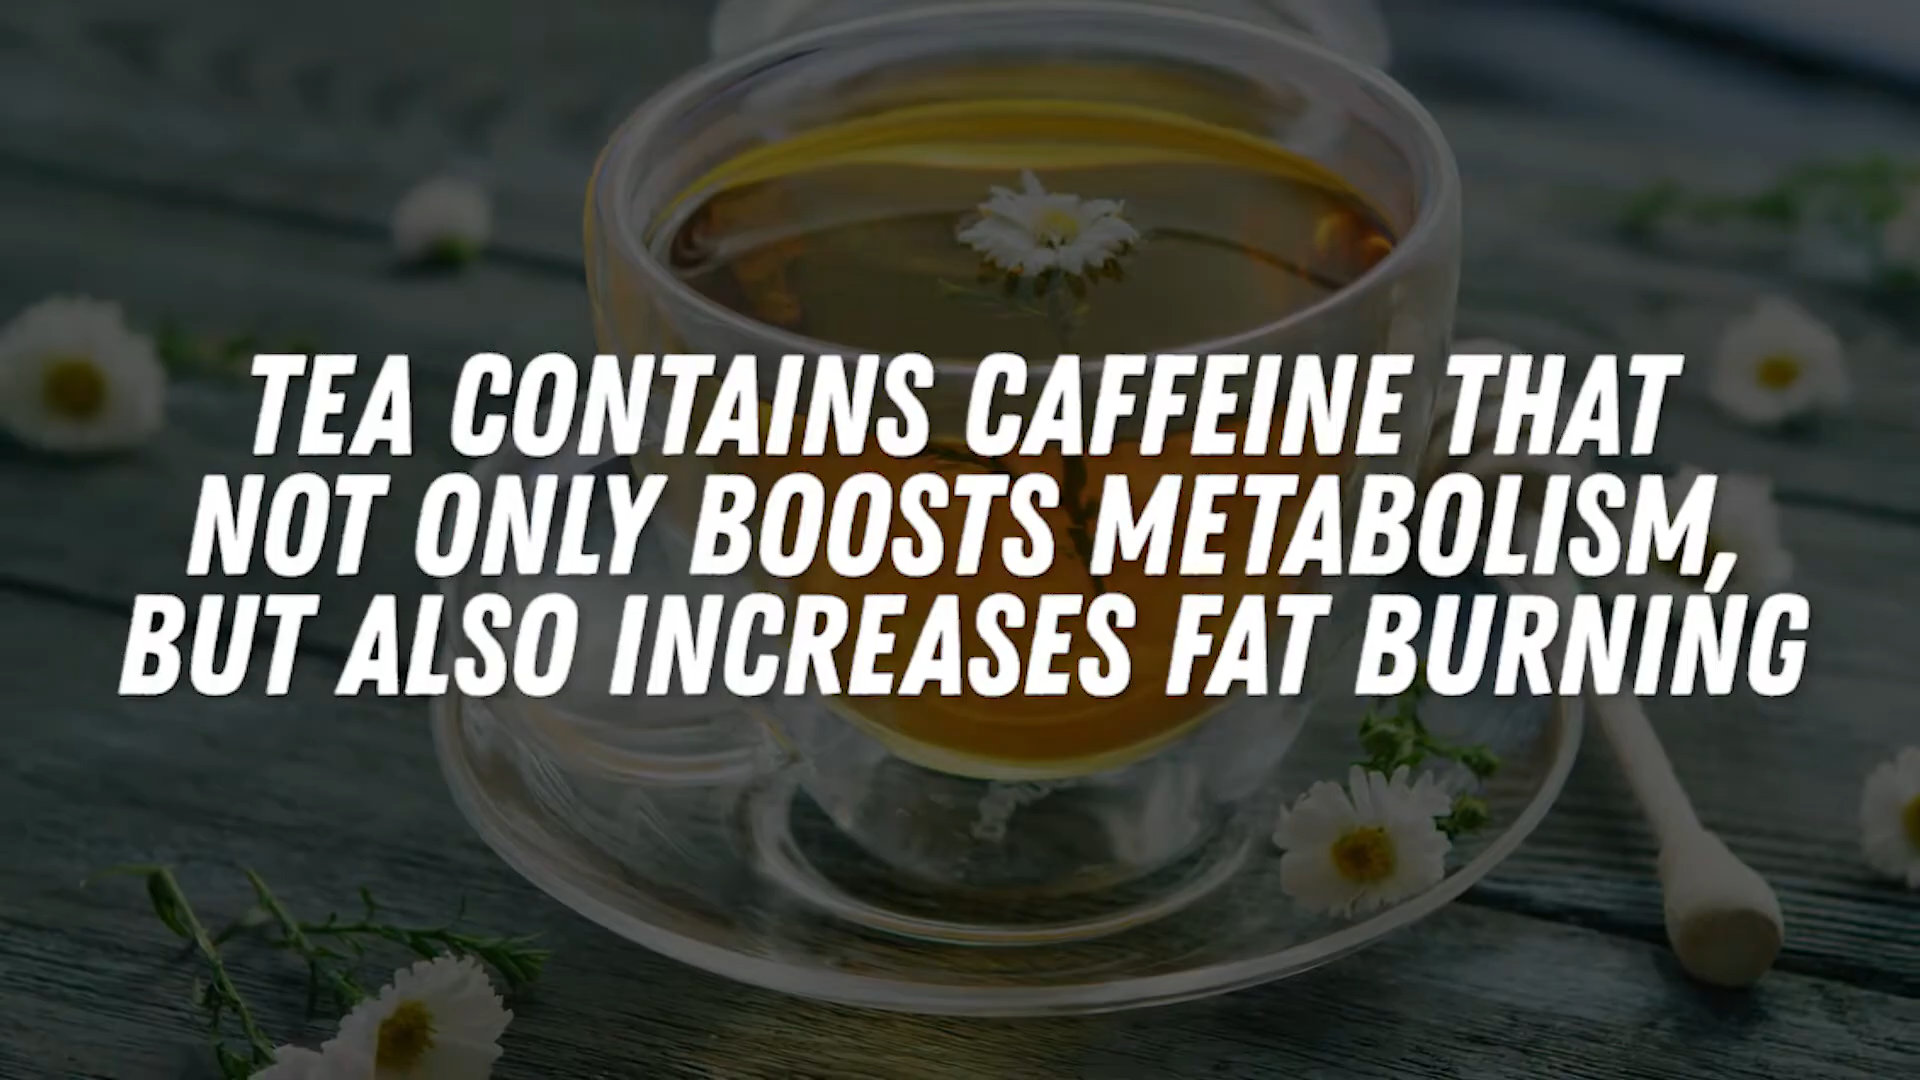 TEA CONTAINS CAFFEINE THAT
NOT ONLY BOOSTS METABOLISM,
BUT ALSO INCREASES FAT BURNING